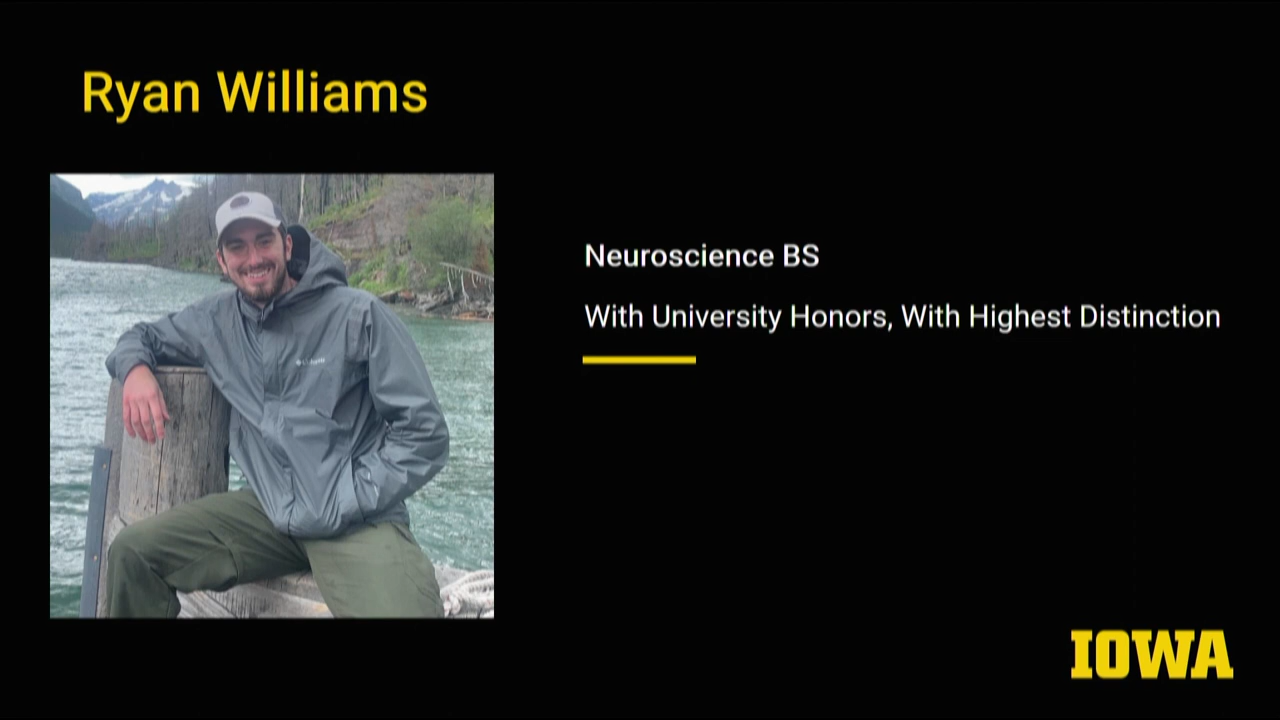 Ryan Williams
Neuroscience BS
With University Honors, With Highest Distinction
IOWA